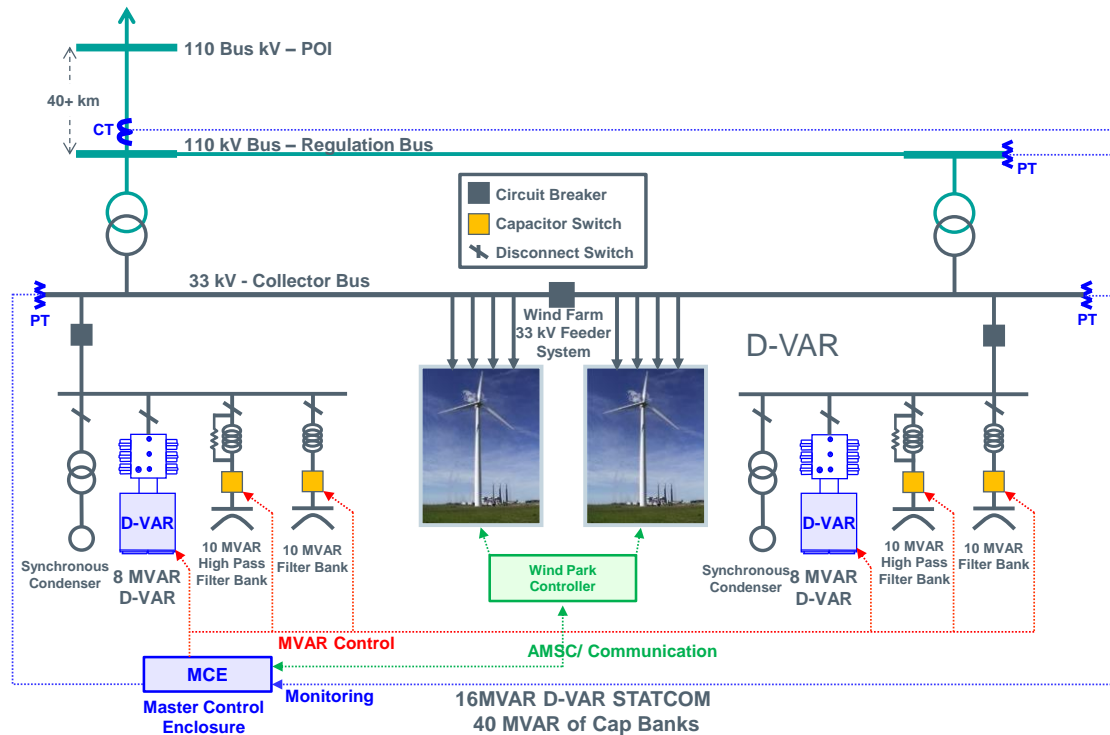 110 Bus kV – POI
40+ km
CT
110 kV Bus – Regulation Bus
PT
Circuit Breaker
Capacitor Switch
Disconnect Switch
33 kV - Collector Bus
PT
PT
Wind Farm
33 kV Feeder
System
D-VAR
D-VAR
D-VAR
Synchronous
Condenser
8 MVAR
D-VAR
10 MVAR
High Pass
Filter Bank
10 MVAR
Filter Bank
Wind Park
Controller
Synchronous
Condenser
8 MVAR
D-VAR
10 MVAR
High Pass
Filter Bank
10 MVAR
Filter Bank
MVAR Control
AMSC/ Communication
MCE
Monitoring
Master Control
Enclosure
16MVAR D-VAR STATCOM
40 MVAR of Cap Banks